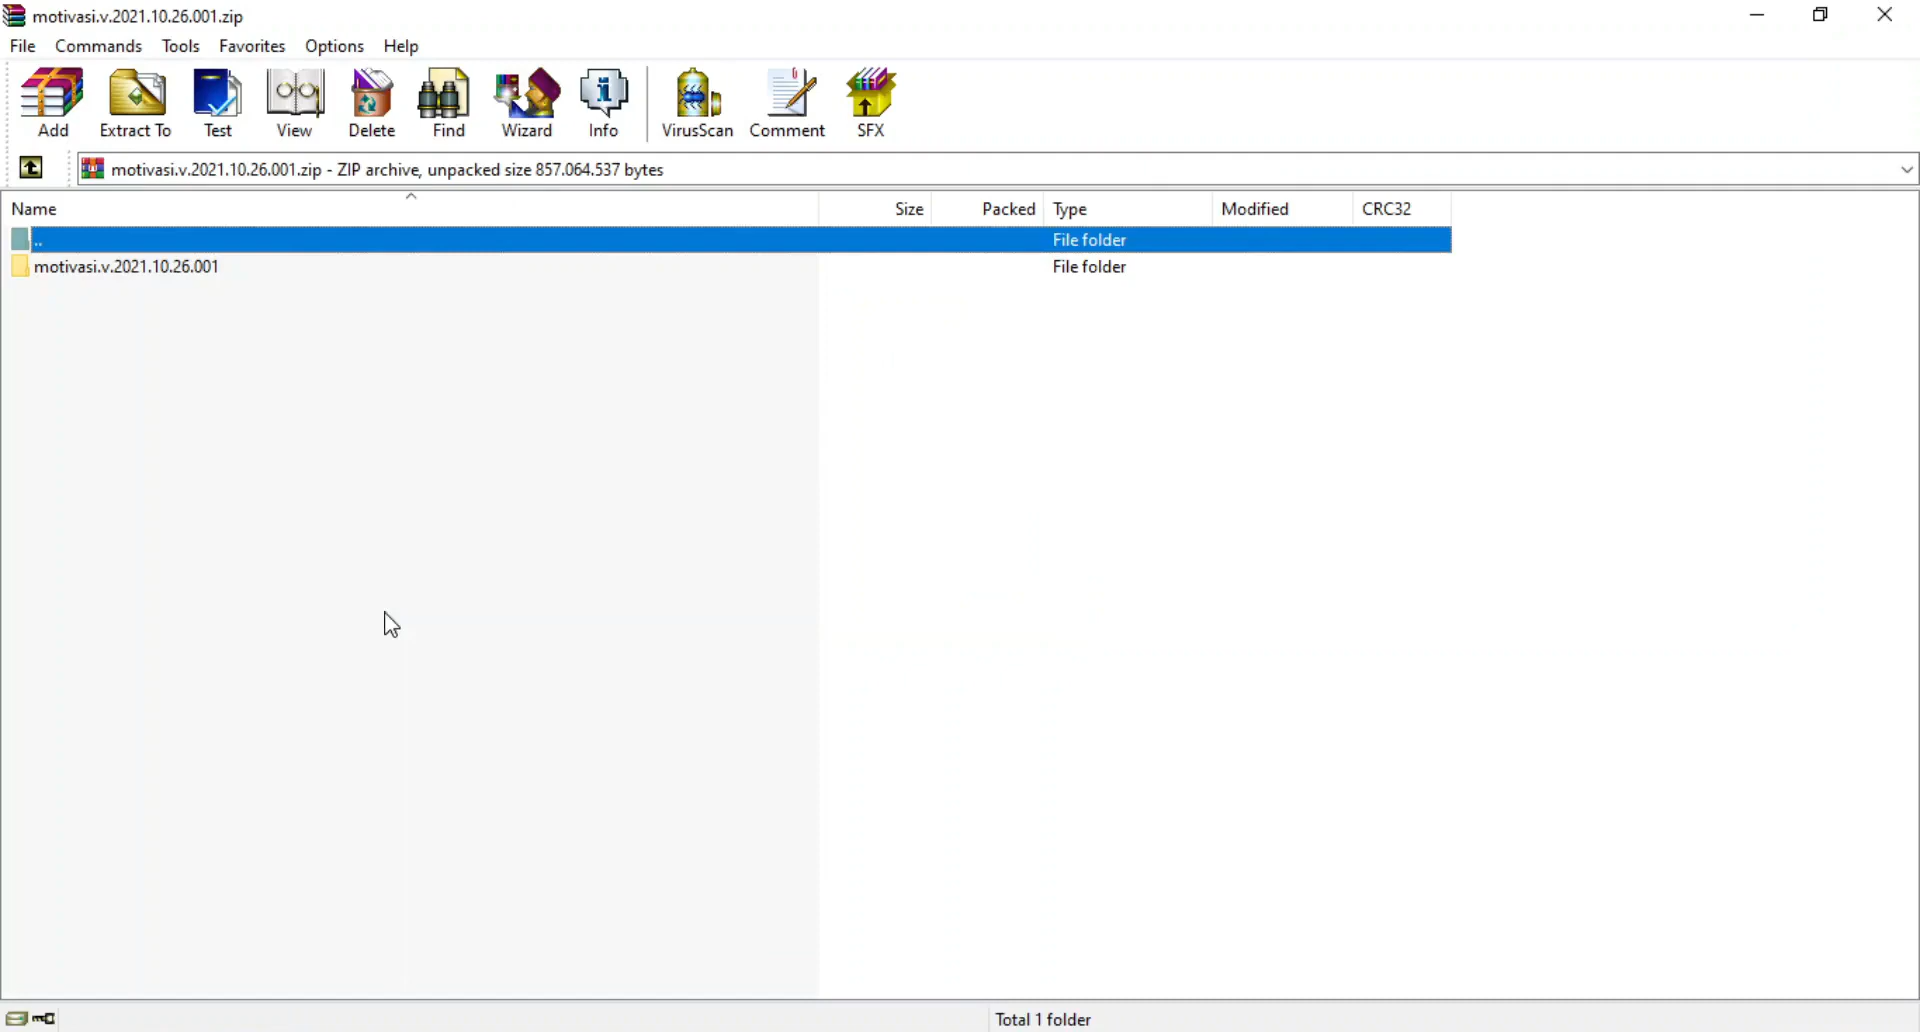 motivasi.v.2021.10.26.001.zip
File Commands Tools Favorites Options Help
Add Extract To Test View Delete Find Wizard Info VirusScan Comment SFX
motivasi.v.2021.10.26.001.zip - ZIP archive, unpacked size 857.064.537 bytes
Name Size Packed Type Modified CRC32
.. File folder
motivasi.v.2021.10.26.001 File folder
Total 1 folder